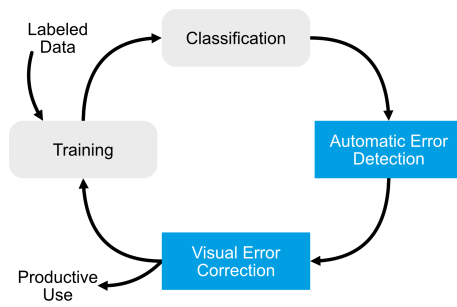 Labeled
Data
Classification
Training
Automatic Error
Detection
Visual Error
Correction
Productive
Use